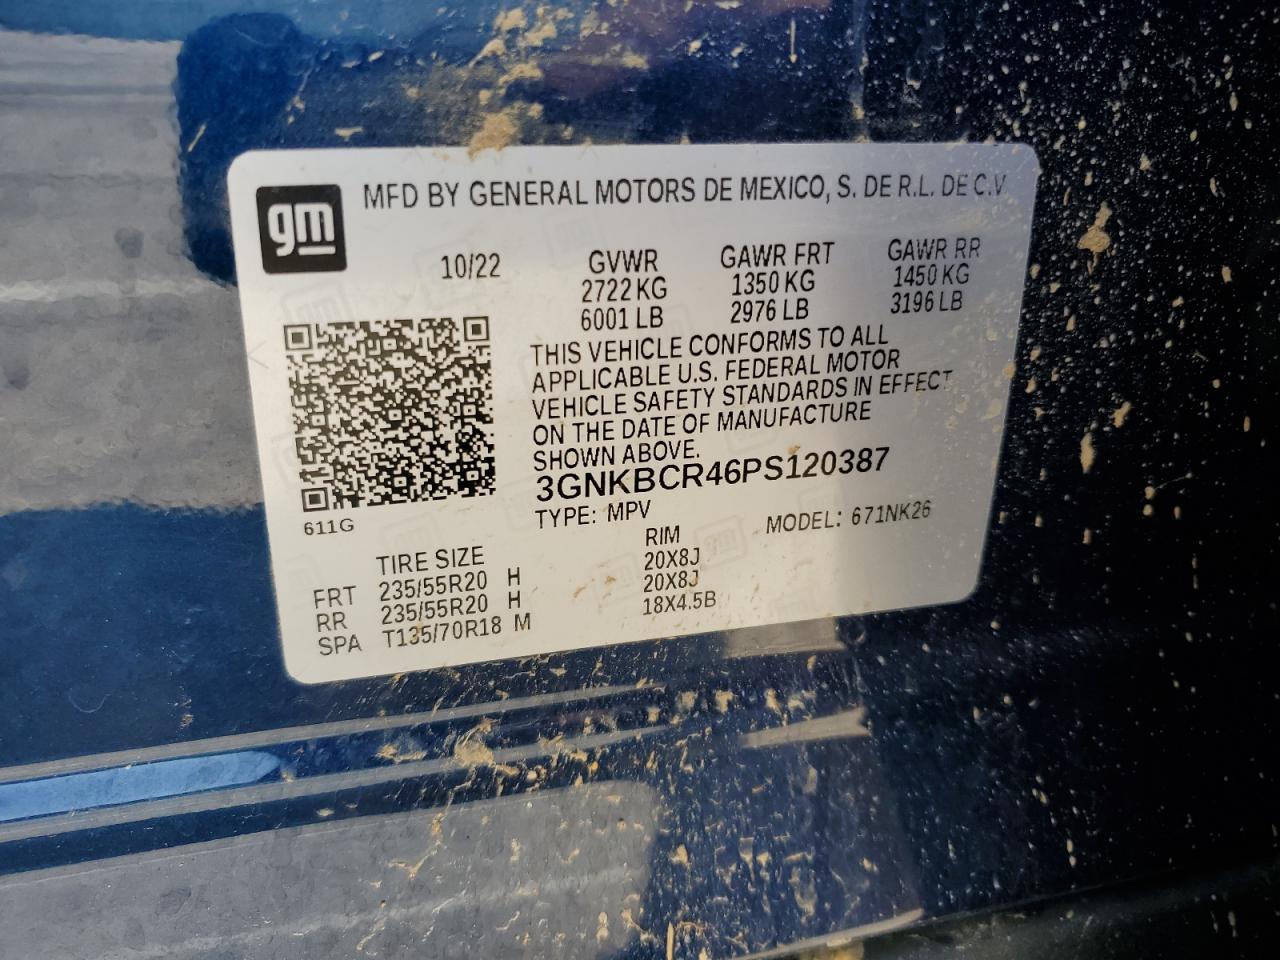 gm
MFD BY GENERAL MOTORS DE MEXICO, S. DE R.L. DE C.V
10/22
GVWR
2722 KG
6001 LB
GAWR FRT
1350 KG
2976 LB
GAWR RR
1450 KG
3196 LB
THIS VEHICLE CONFORMS TO ALL
APPLICABLE U.S. FEDERAL MOTOR
VEHICLE SAFETY STANDARDS IN EFFECT
ON THE DATE OF MANUFACTURE
SHOWN ABOVE.
3GNKBCR46PS120387
TYPE: MPV
MODEL: 671NK26
611G
TIRE SIZE RIM
FRT 235/55R20 H 20X8J
RR 235/55R20 H 20X8J
SPA T135/70R18 M 18X4.5B